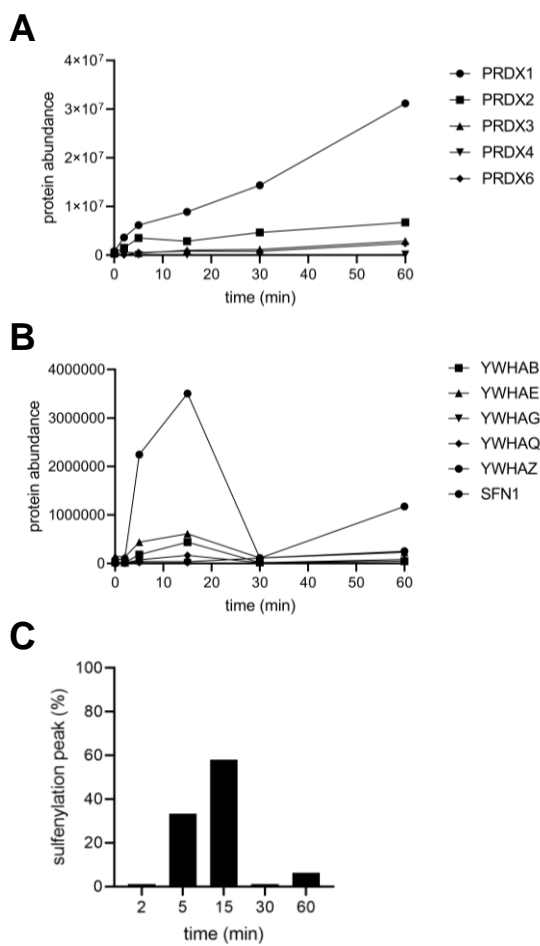 A
4×10⁷
3×10⁷
2×10⁷
1×10⁷
0
protein abundance
0 10 20 30 40 50 60
time (min)
PRDX1
PRDX2
PRDX3
PRDX4
PRDX6
B
4000000
3000000
2000000
1000000
0
protein abundance
0 10 20 30 40 50 60
time (min)
YWHAB
YWHAE
YWHAG
YWHAQ
YWHAZ
SFN1
C
100
80
60
40
20
0
sulfenylation peak (%)
2 5 15 30 60
time (min)